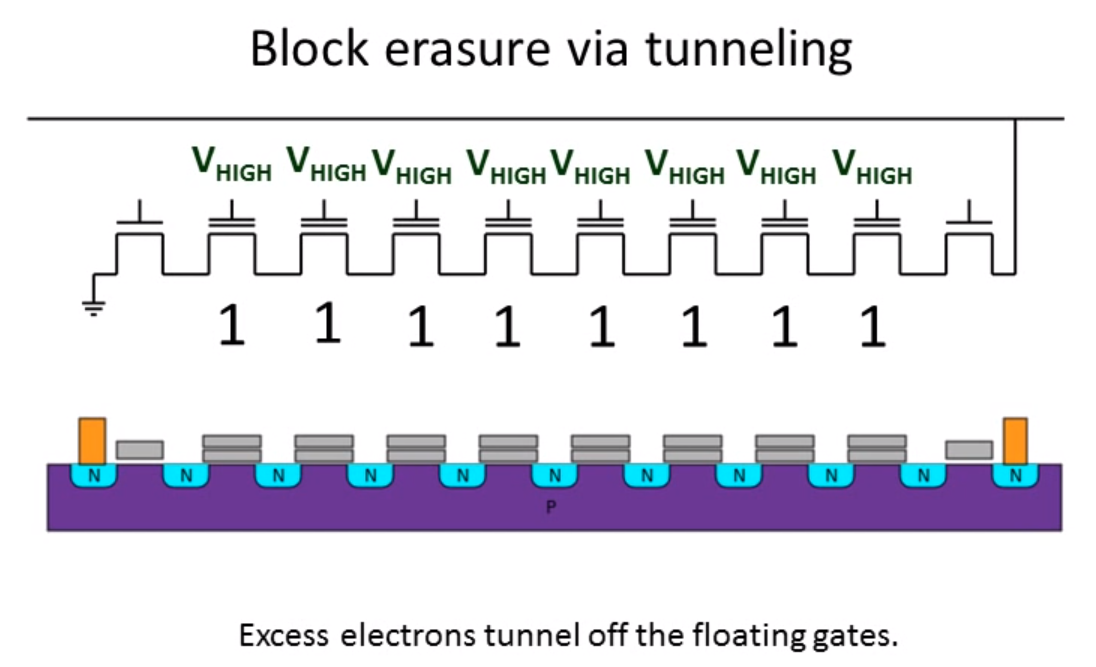 Block erasure via tunneling
VHIGH VHIGH VHIGH VHIGH VHIGH VHIGH VHIGH VHIGH
1 1 1 1 1 1 1 1
N N N N N N N N N N N
P
Excess electrons tunnel off the floating gates.